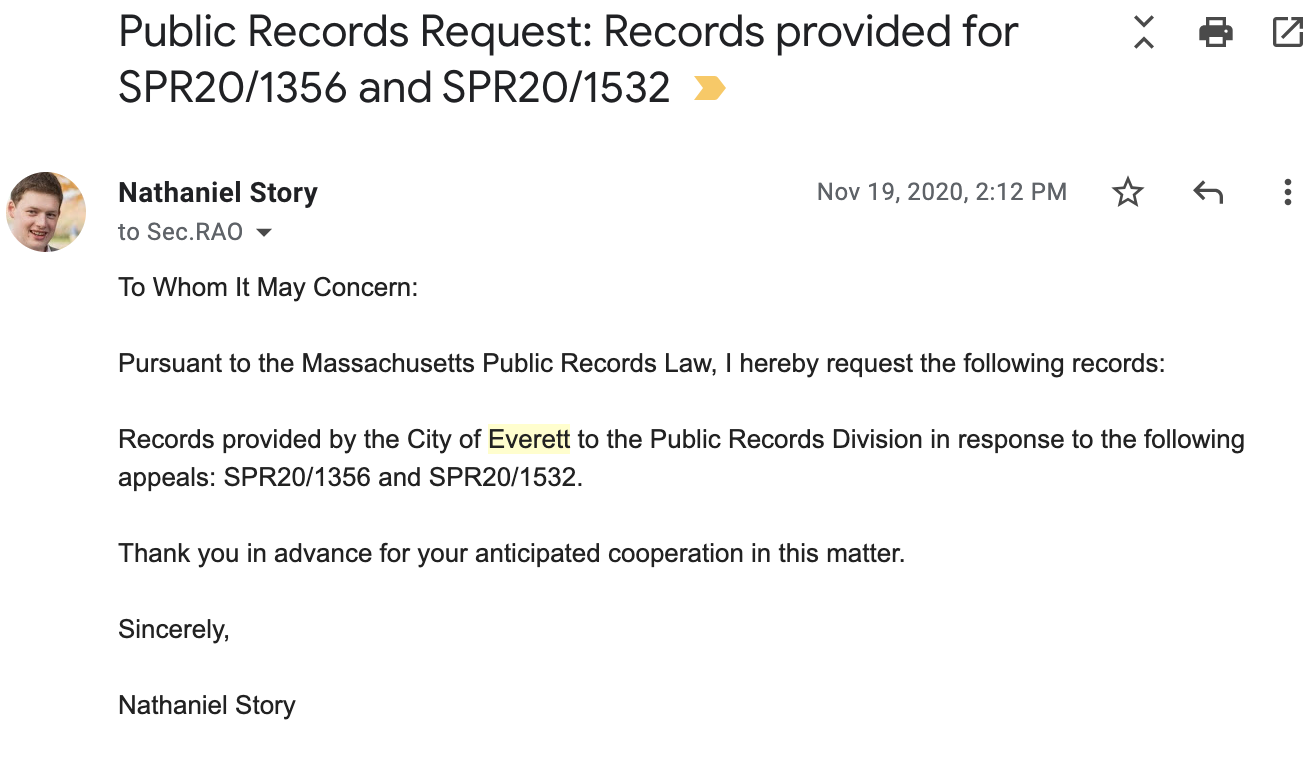 Public Records Request: Records provided for
SPR20/1356 and SPR20/1532
Nathaniel Story
Nov 19, 2020, 2:12 PM
to Sec.RAO
To Whom It May Concern:
Pursuant to the Massachusetts Public Records Law, I hereby request the following records:
Records provided by the City of Everett to the Public Records Division in response to the following
appeals: SPR20/1356 and SPR20/1532.
Thank you in advance for your anticipated cooperation in this matter.
Sincerely,
Nathaniel Story